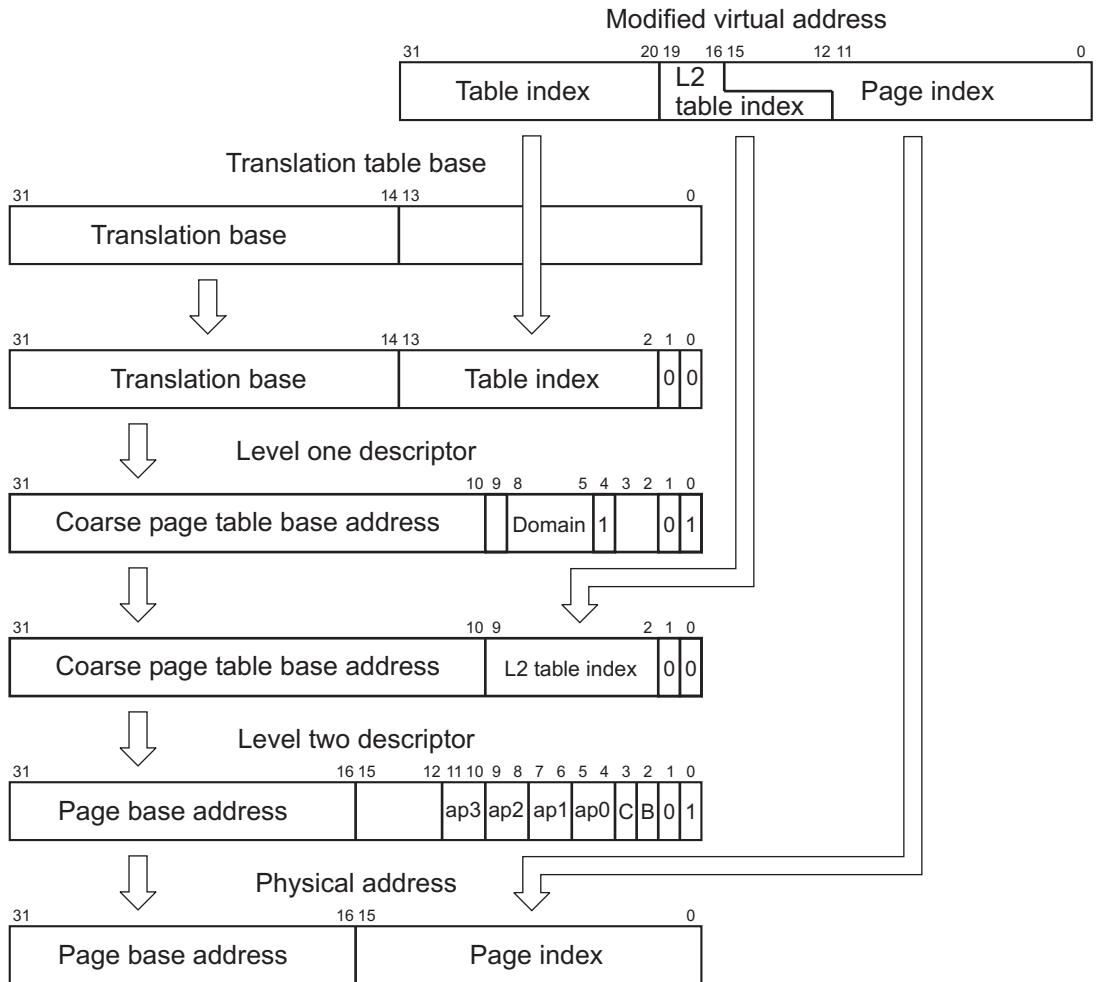 Modified virtual address
31 20 19 16 15 12 11 0
Table index L2 table index Page index
Translation table base
31 14 13 0
Translation base
31 14 13 2 1 0
Translation base Table index 0 0
Level one descriptor
31 10 9 8 5 4 3 2 1 0
Coarse page table base address Domain 1 0 1
31 10 9 2 1 0
Coarse page table base address L2 table index 0 0
Level two descriptor
31 16 15 12 11 10 9 8 7 6 5 4 3 2 1 0
Page base address ap3 ap2 ap1 ap0 C B 0 1
Physical address
31 16 15 0
Page base address Page index